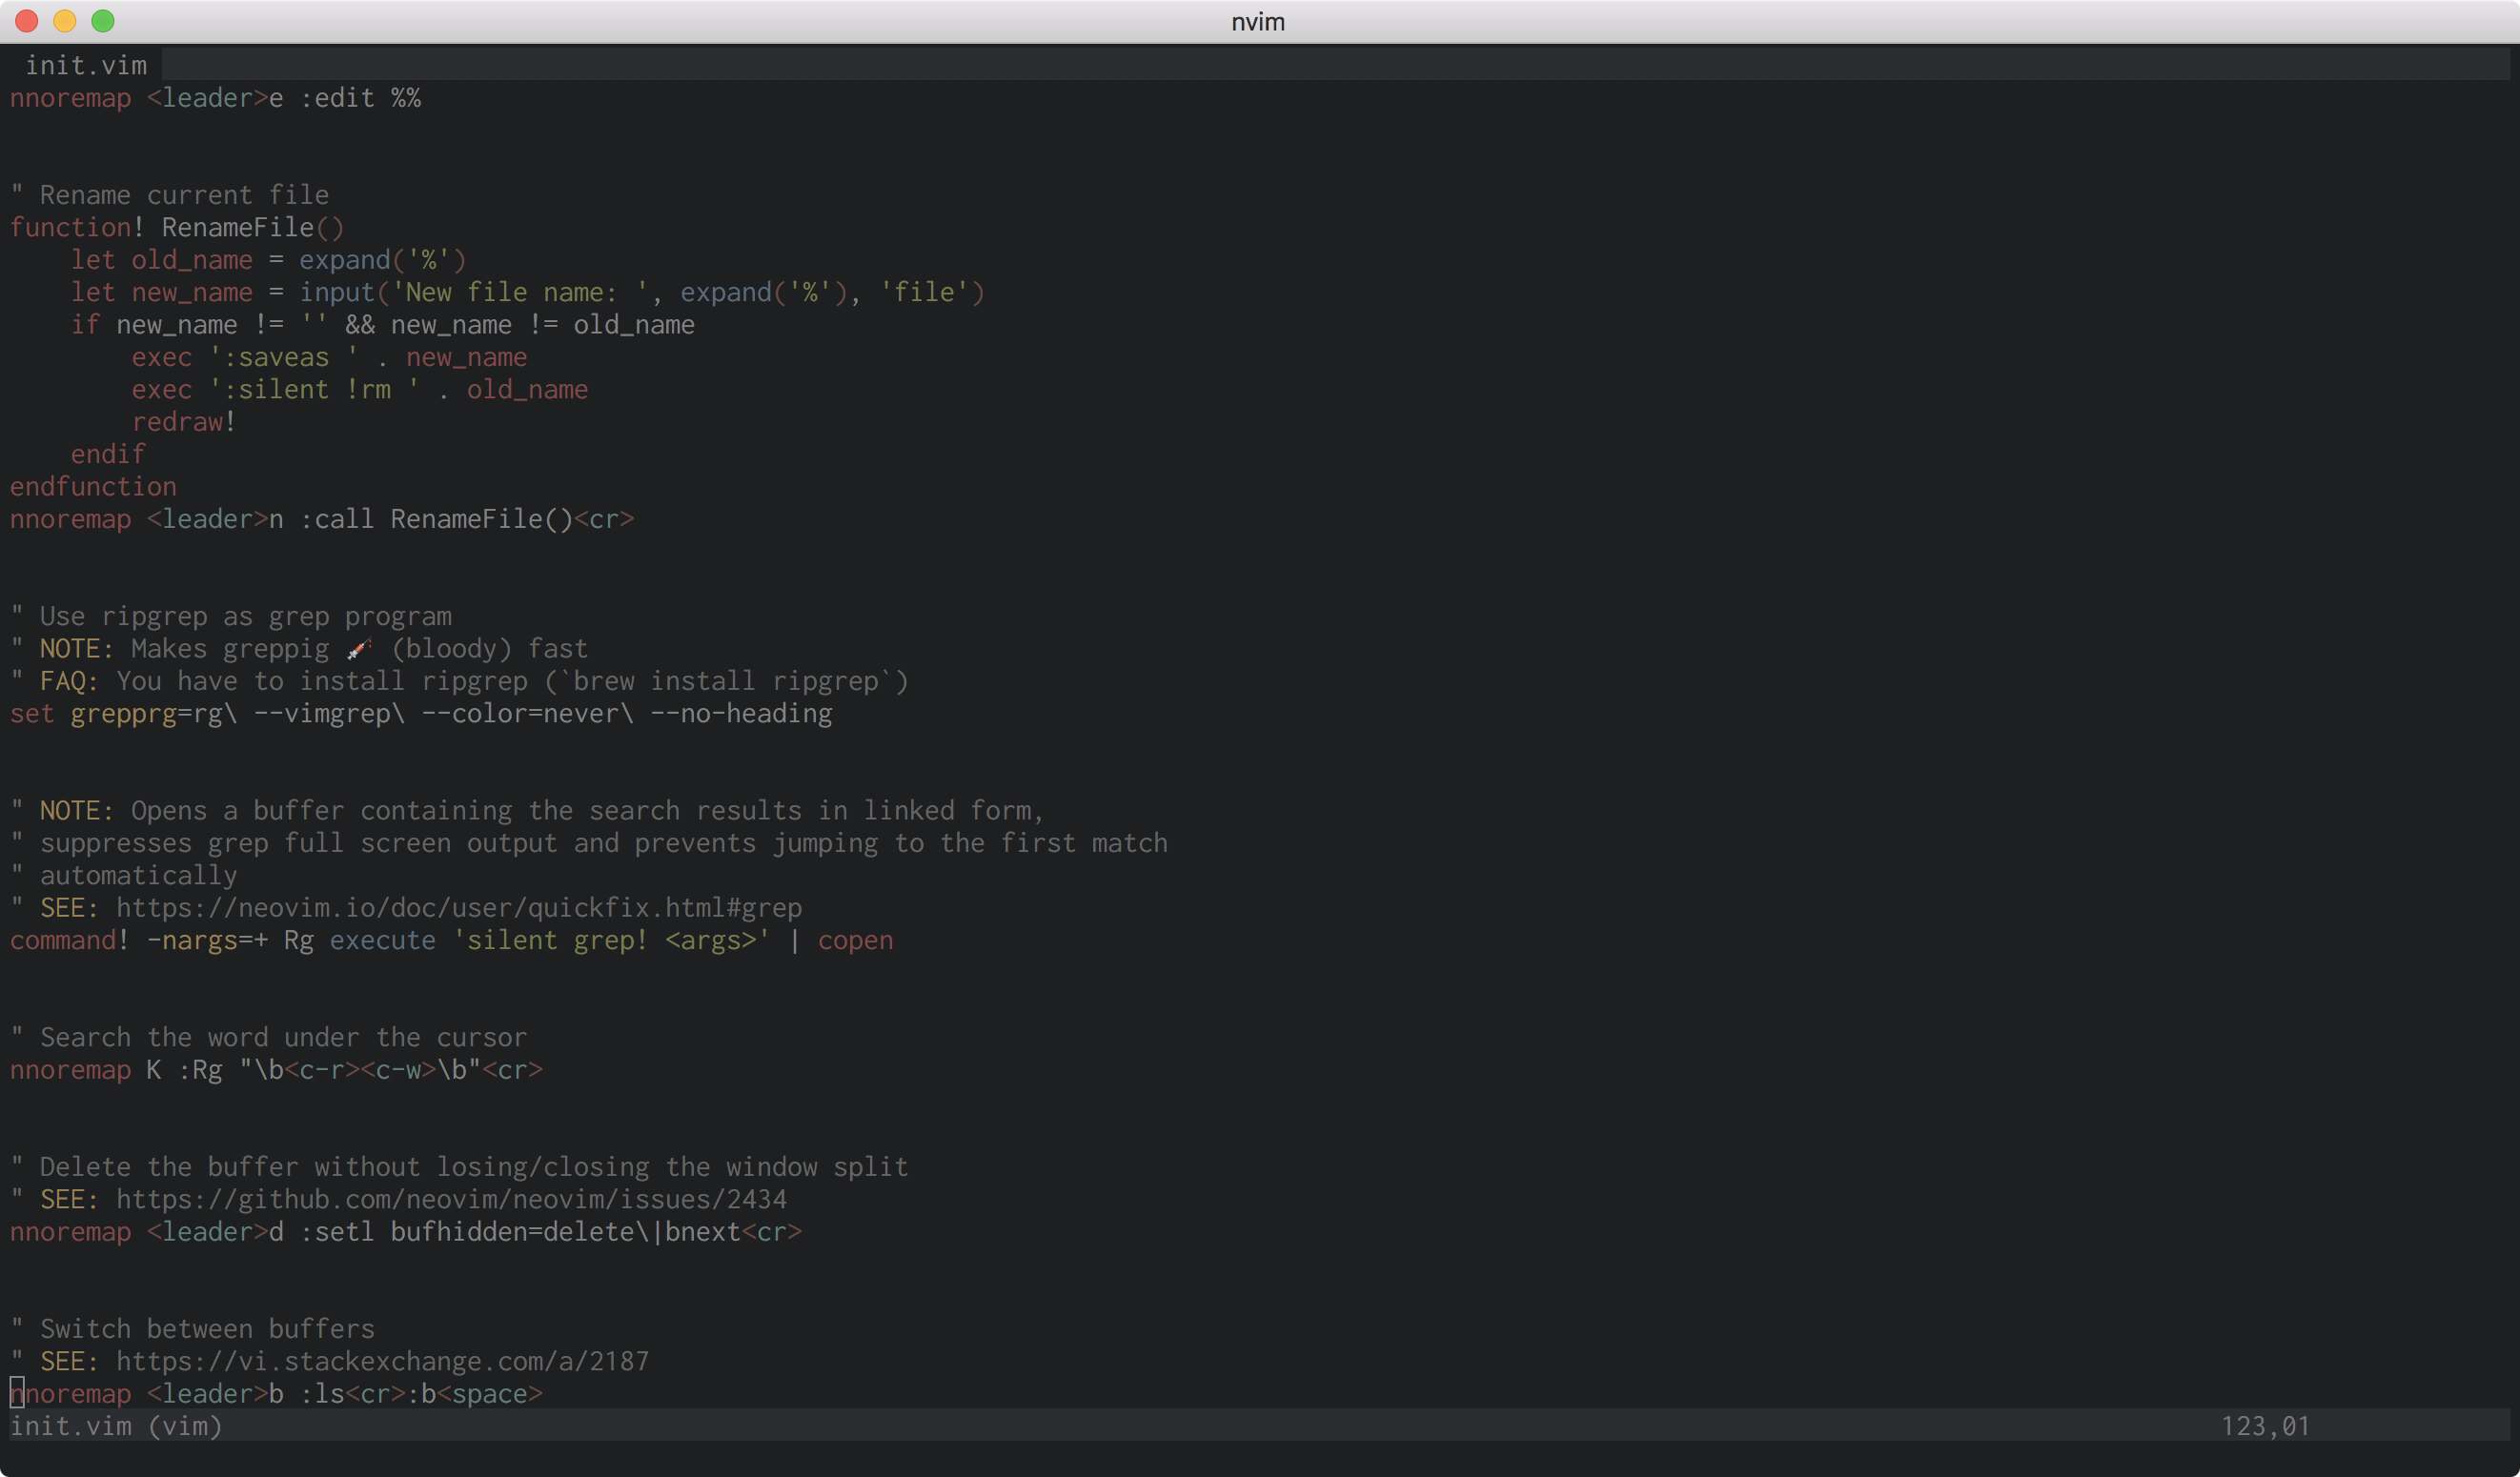 nvim
init.vim
nnoremap <leader>e :edit %%
" Rename current file
function! RenameFile()
    let old_name = expand('%')
    let new_name = input('New file name: ', expand('%'), 'file')
    if new_name != '' && new_name != old_name
        exec ':saveas ' . new_name
        exec ':silent !rm ' . old_name
        redraw!
    endif
endfunction
nnoremap <leader>n :call RenameFile()<cr>
" Use ripgrep as grep program
" NOTE: Makes greppig 💉 (bloody) fast
" FAQ: You have to install ripgrep (`brew install ripgrep`)
set grepprg=rg\ --vimgrep\ --color=never\ --no-heading
" NOTE: Opens a buffer containing the search results in linked form,
" suppresses grep full screen output and prevents jumping to the first match
" automatically
" SEE: https://neovim.io/doc/user/quickfix.html#grep
command! -nargs=+ Rg execute 'silent grep! <args>' | copen
" Search the word under the cursor
nnoremap K :Rg "\b<c-r><c-w>\b"<cr>
" Delete the buffer without losing/closing the window split
" SEE: https://github.com/neovim/neovim/issues/2434
nnoremap <leader>d :setl bufhidden=delete\|bnext<cr>
" Switch between buffers
" SEE: https://vi.stackexchange.com/a/2187
nnoremap <leader>b :ls<cr>:b<space>
init.vim (vim) 123,01